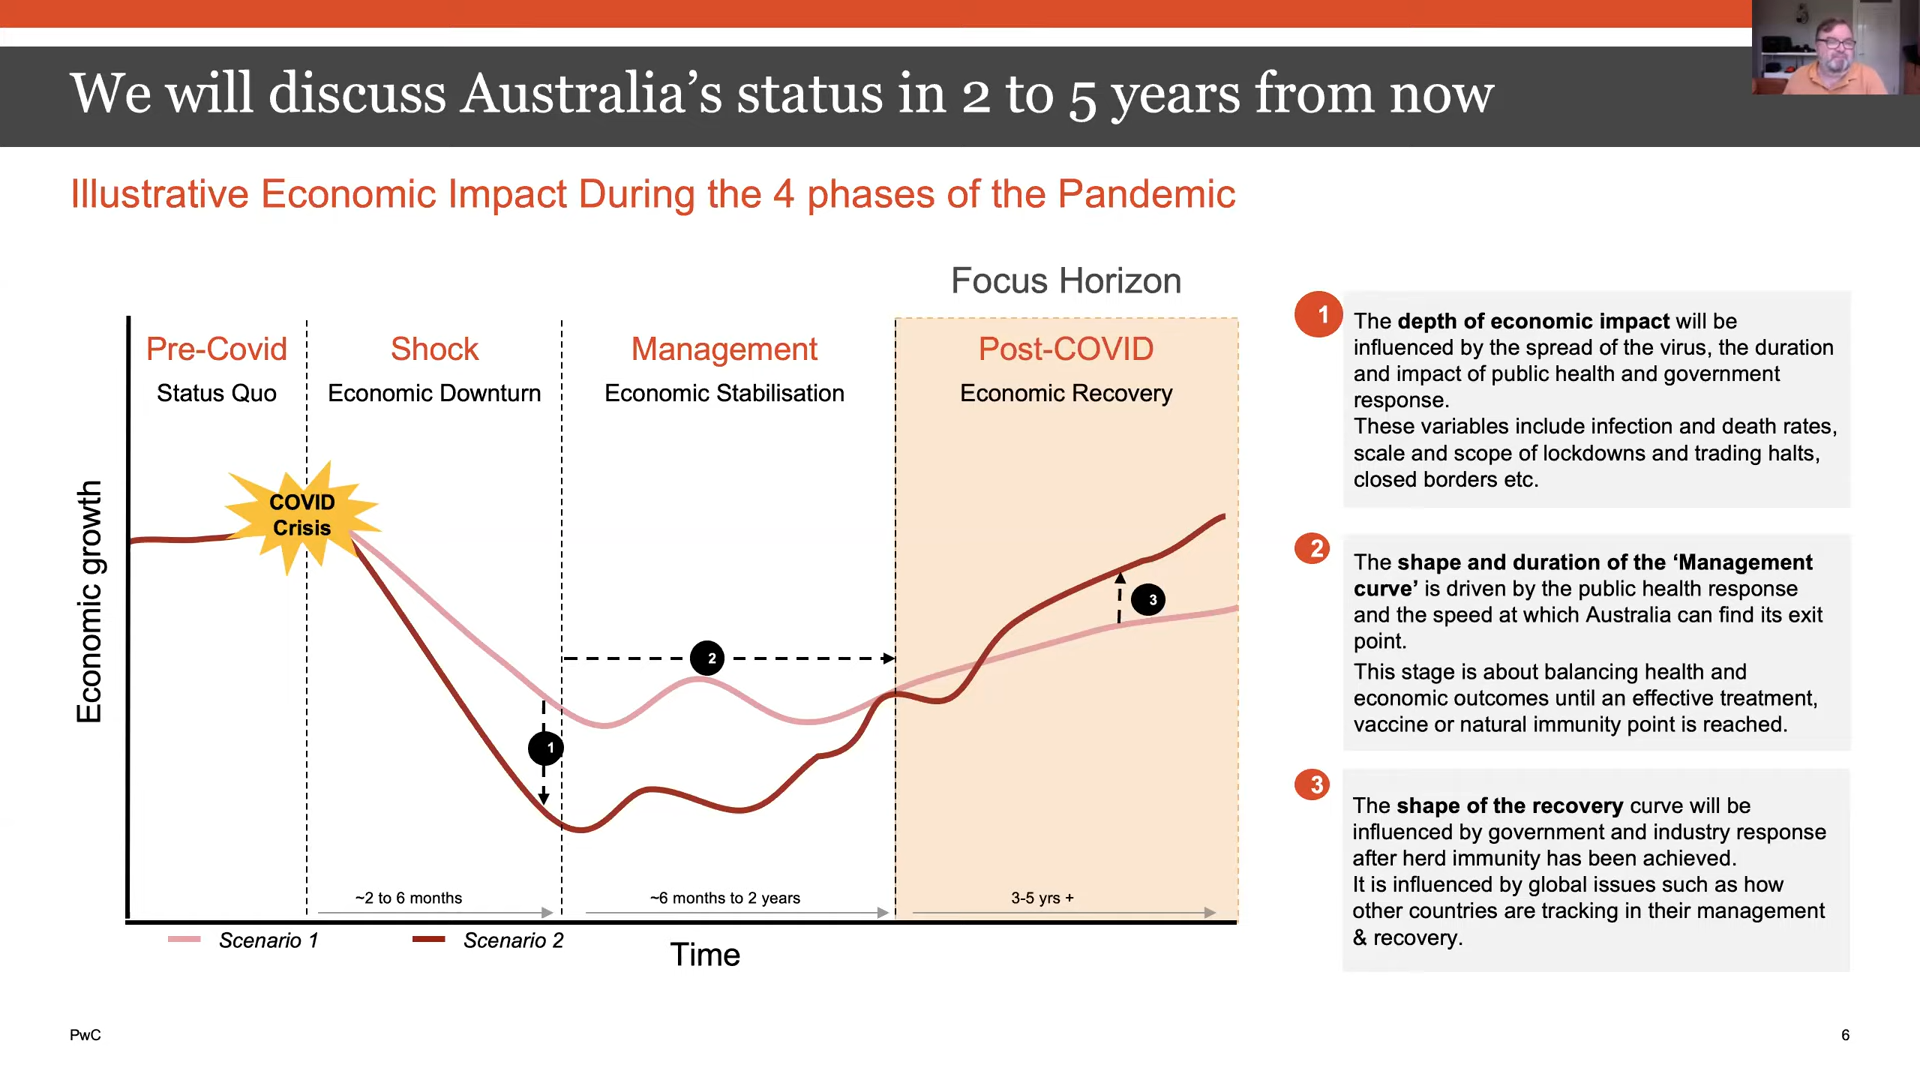 We will discuss Australia’s status in 2 to 5 years from now
Illustrative Economic Impact During the 4 phases of the Pandemic
Focus Horizon
Pre-Covid
Status Quo
Shock
Economic Downturn
Management
Economic Stabilisation
Post-COVID
Economic Recovery
Economic growth
COVID
Crisis
1
2
3
~2 to 6 months
~6 months to 2 years
3-5 yrs +
Scenario 1
Scenario 2
Time
1
The depth of economic impact will be
influenced by the spread of the virus, the duration
and impact of public health and government
response.
These variables include infection and death rates,
scale and scope of lockdowns and trading halts,
closed borders etc.
2
The shape and duration of the ‘Management
curve’ is driven by the public health response
and the speed at which Australia can find its exit
point.
This stage is about balancing health and
economic outcomes until an effective treatment,
vaccine or natural immunity point is reached.
3
The shape of the recovery curve will be
influenced by government and industry response
after herd immunity has been achieved.
It is influenced by global issues such as how
other countries are tracking in their management
& recovery.
PwC
6